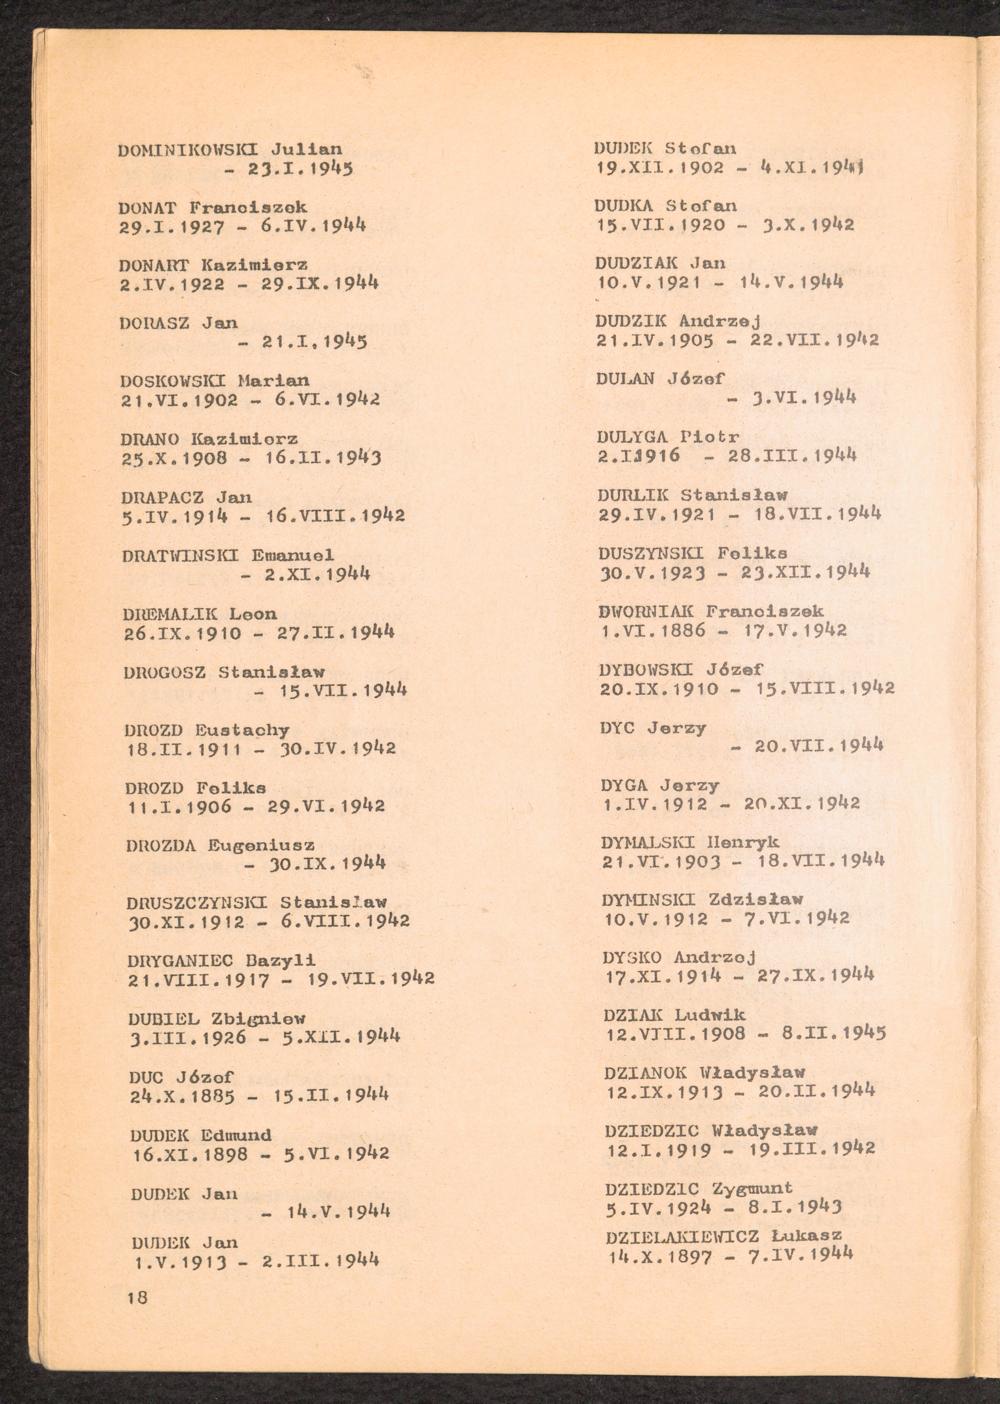 DOMINIKOWSKI Julian
- 23.I.1945
DONAT Franciszek
29.I.1927 - 6.IV.1944
DONART Kazimierz
2.IV.1922 - 29.IX.1944
DORASZ Jan
- 21.I.1945
DOSKOWSKI Marian
21.VI.1902 - 6.VI.1942
DRANO Kazimierz
25.X.1908 - 16.II.1943
DRAPACZ Jan
5.IV.1914 - 16.VIII.1942
DRATWINSKI Emanuel
- 2.XI.1944
DREMALIK Leon
26.IX.1910 - 27.II.1944
DROGOSZ Stanisław
- 15.VII.1944
DROZD Eustachy
18.II.1911 - 30.IV.1942
DROZD Feliks
11.I.1906 - 29.VI.1942
DROZDA Eugeniusz
- 30.IX.1944
DRUSZCZYNSKI Stanisław
30.XI.1912 - 6.VIII.1942
DRYGANIEC Bazyli
21.VIII.1917 - 19.VII.1942
DUBIEL Zbigniew
3.III.1926 - 5.XII.1944
DUC Józef
24.X.1885 - 15.II.1944
DUDEK Edmund
16.XI.1898 - 5.VI.1942
DUDEK Jan
- 14.V.1944
DUDEK Jan
1.V.1913 - 2.III.1944
18
DUDEK Stefan
19.XII.1902 - 4.XI.1941
DUDKA Stefan
15.VII.1920 - 3.X.1942
DUDZIAK Jan
10.V.1921 - 14.V.1944
DUDZIK Andrzej
21.IV.1905 - 22.VII.1942
DULAN Józef
- 3.VI.1944
DULYGA Piotr
2.I1916 - 28.III.1944
DURLIK Stanisław
29.IV.1921 - 18.VII.1944
DUSZYNSKI Feliks
30.V.1923 - 23.XII.1944
DWORNIAK Franciszek
1.VI.1886 - 17.V.1942
DYBOWSKI Józef
20.IX.1910 - 15.VIII.1942
DYC Jerzy
- 20.VII.1944
DYGA Jerzy
1.IV.1912 - 20.XI.1942
DYMALSKI Henryk
21.VI.1903 - 18.VII.1944
DYMINSKI Zdzisław
10.V.1912 - 7.VI.1942
DYSKO Andrzej
17.XI.1914 - 27.IX.1944
DZIAK Ludwik
12.VIII.1908 - 8.II.1945
DZIANOK Władysław
12.IX.1913 - 20.II.1944
DZIEDZIC Władysław
12.I.1919 - 19.III.1942
DZIEDZIC Zygmunt
5.IV.1924 - 8.I.1943
DZIELAKIEWICZ Łukasz
14.X.1897 - 7.IV.1944